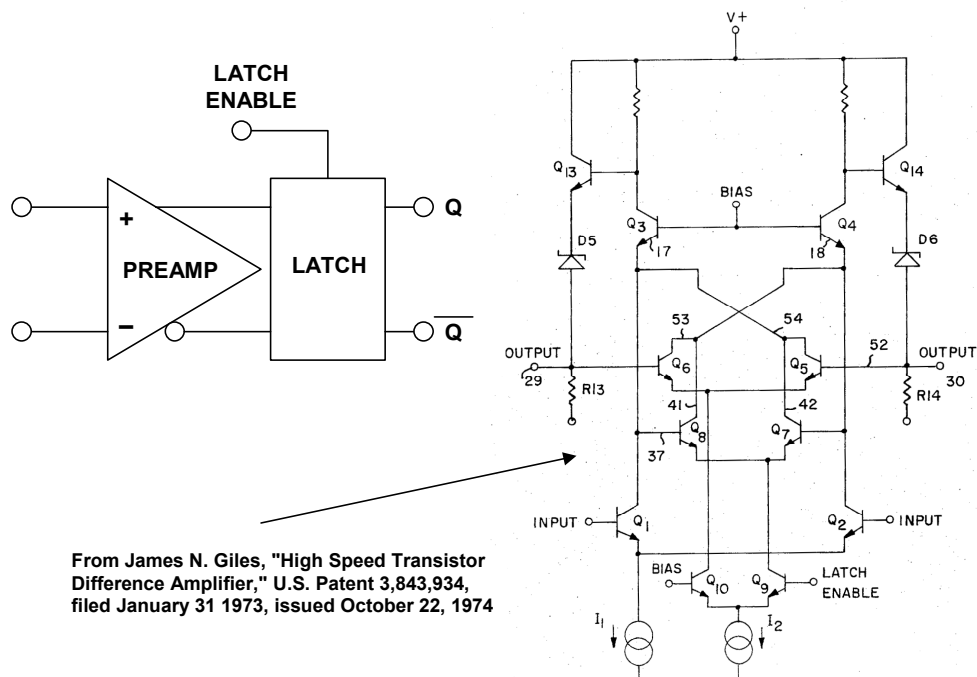 LATCH
ENABLE
+
PREAMP
−
LATCH
Q
Q
From James N. Giles, "High Speed Transistor
Difference Amplifier," U.S. Patent 3,843,934,
filed January 31 1973, issued October 22, 1974
V+
Q13
Q14
BIAS
Q3
Q4
17
18
D5
D6
53
54
52
OUTPUT
29
Q6
Q5
OUTPUT
30
R13
R14
41
42
Q8
Q7
37
INPUT
Q1
Q2
INPUT
BIAS
Q10
Q9
LATCH
ENABLE
I1
I2